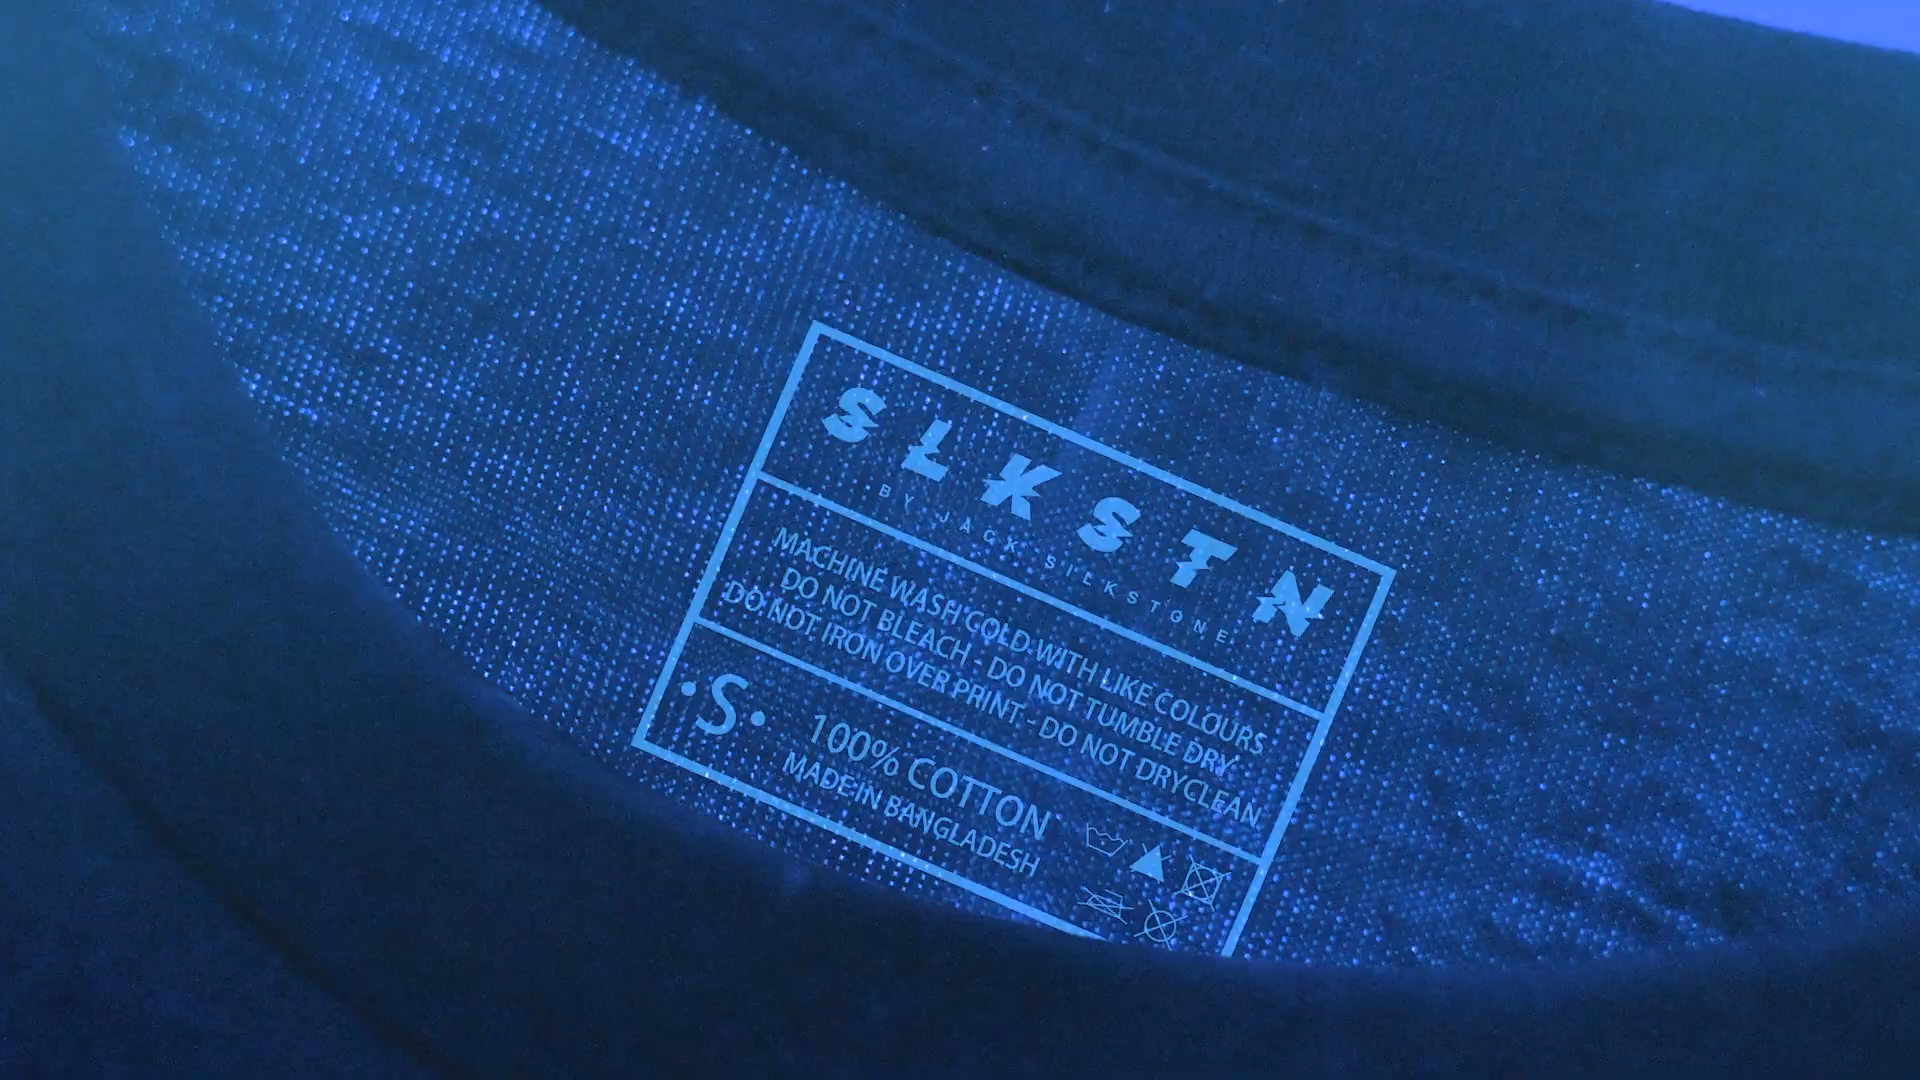 SLKSTN
BY JACK SILKSTONE
MACHINE WASH COLD WITH LIKE COLOURS
DO NOT BLEACH - DO NOT TUMBLE DRY
DO NOT IRON OVER PRINT - DO NOT DRYCLEAN
·S·
100% COTTON
MADE IN BANGLADESH